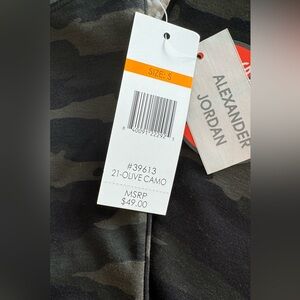 SIZE: S
#39613
21-OLIVE CAMO
MSRP
$49.00
ALEXANDER
JORDAN